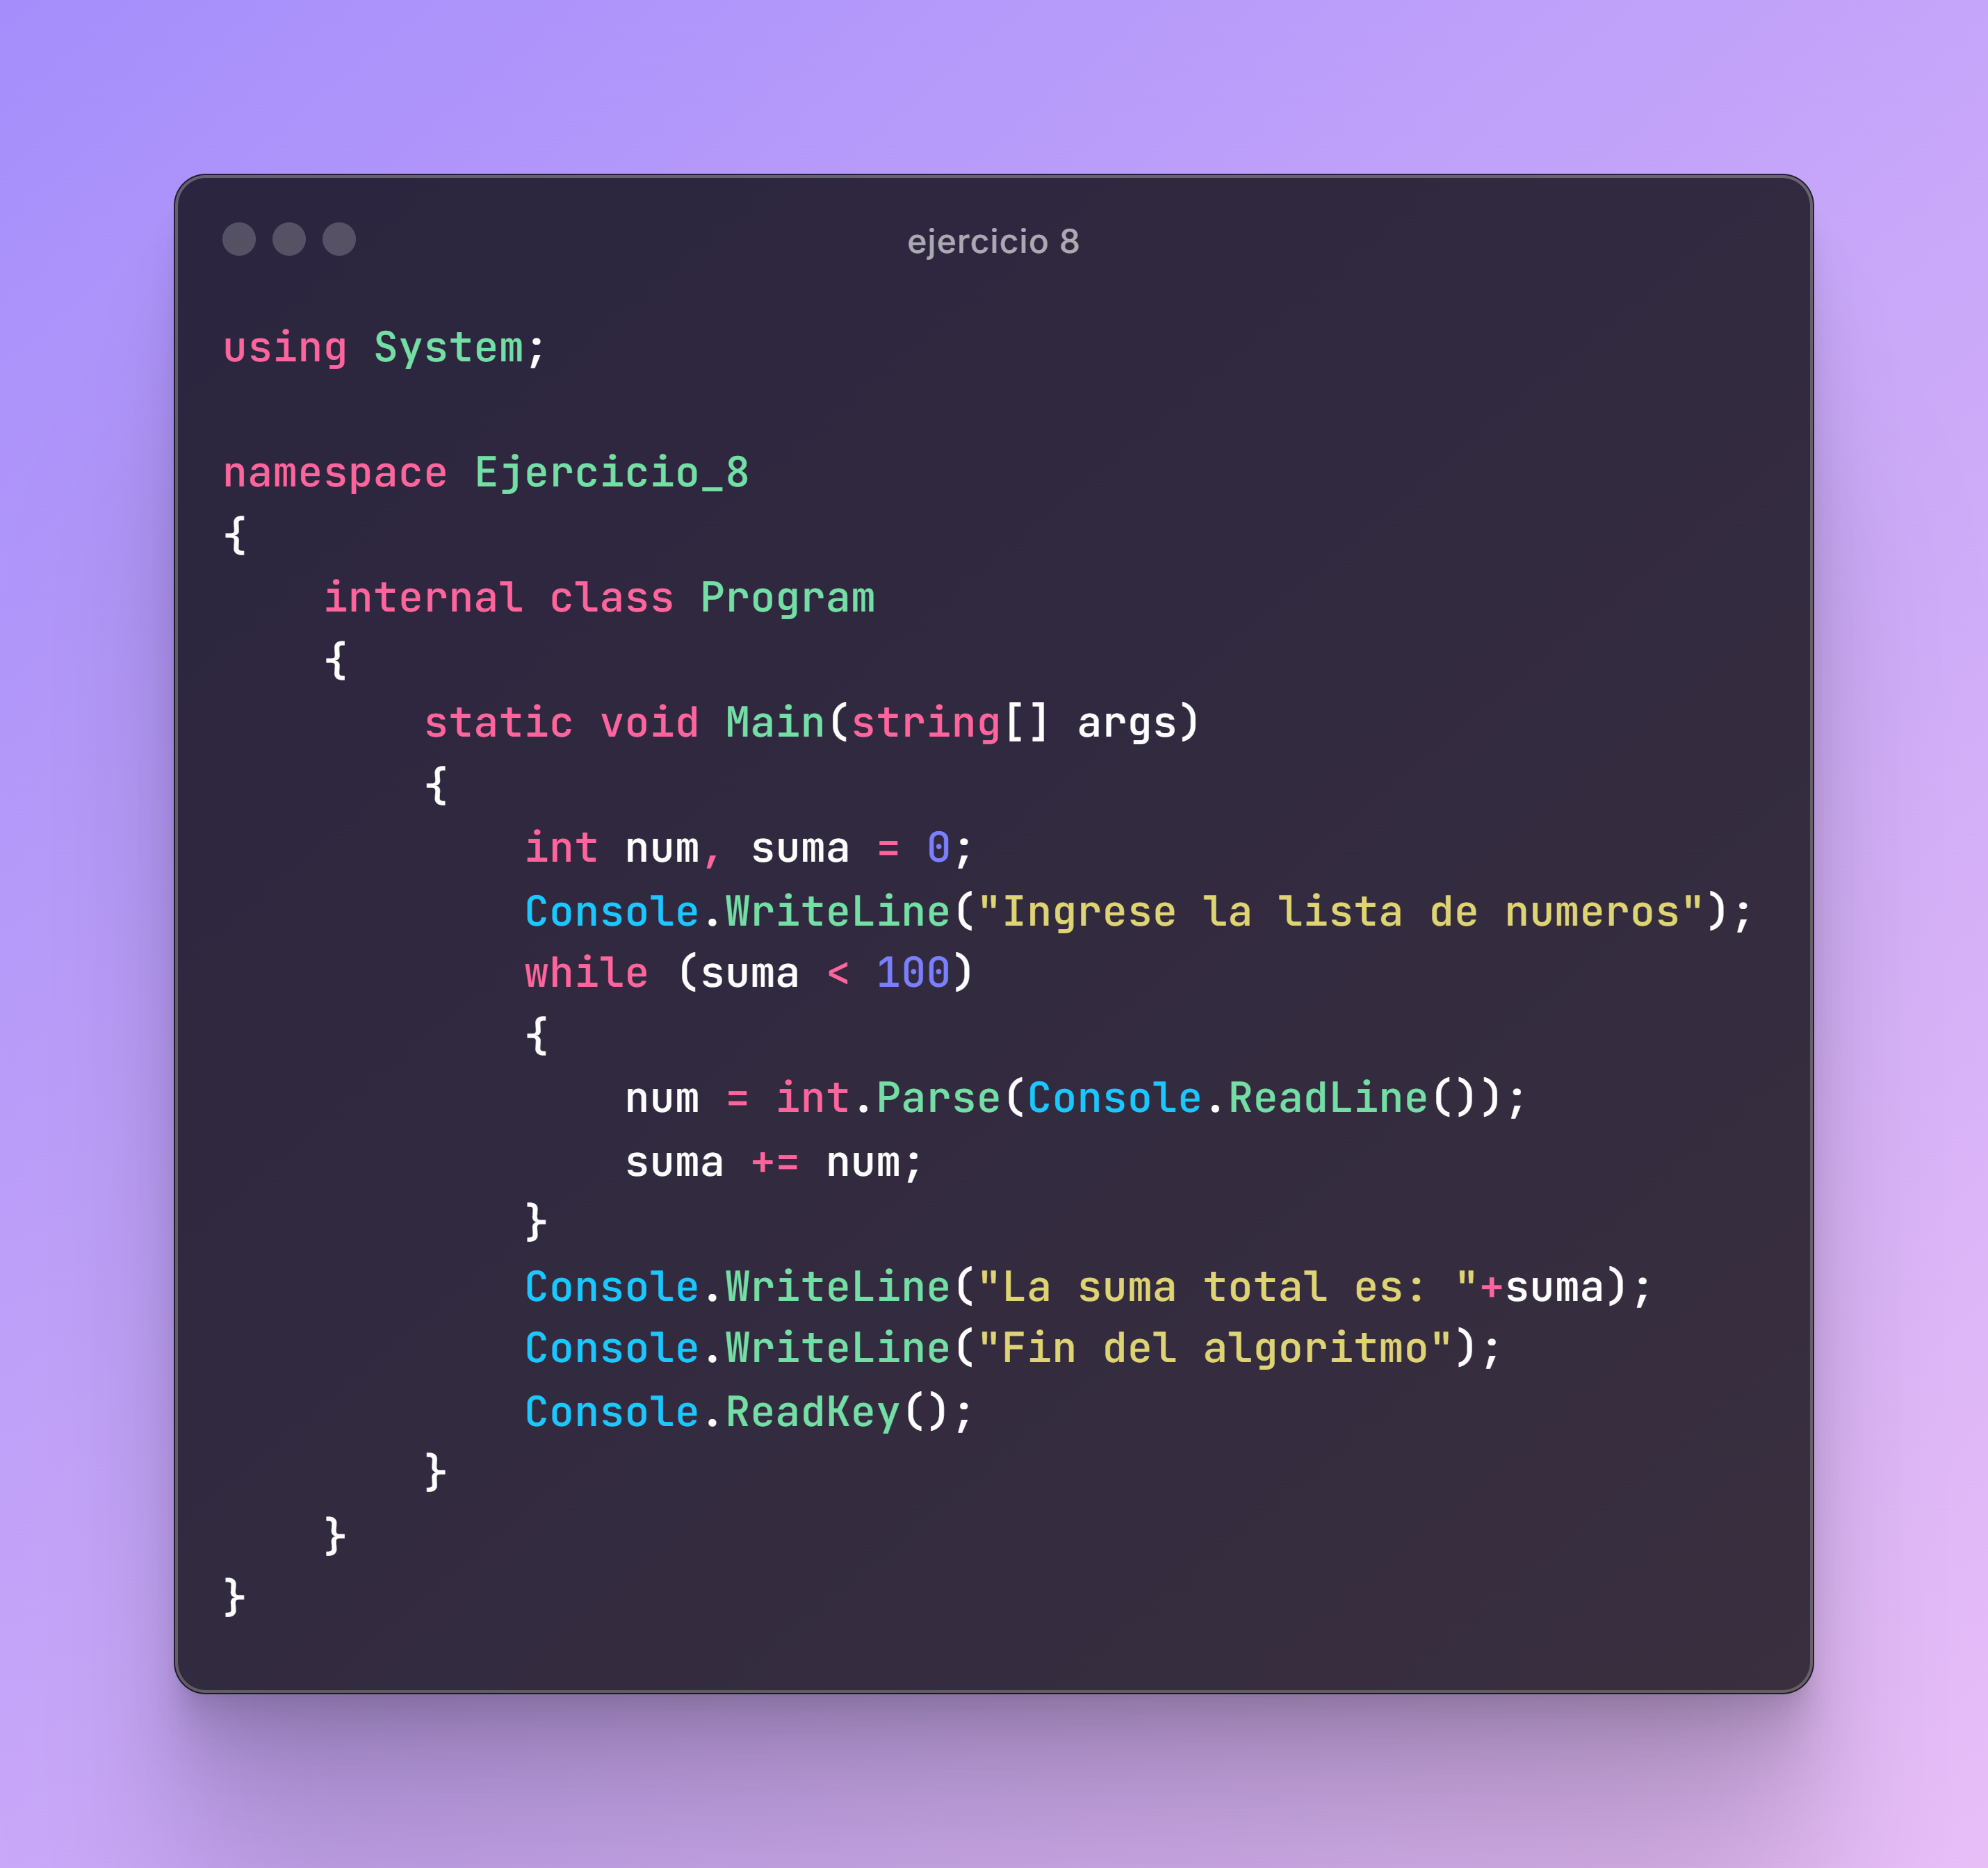 ejercicio 8
using System;
namespace Ejercicio_8
{
    internal class Program
    {
        static void Main(string[] args)
        {
            int num, suma = 0;
            Console.WriteLine("Ingrese la lista de numeros");
            while (suma < 100)
            {
                num = int.Parse(Console.ReadLine());
                suma += num;
            }
            Console.WriteLine("La suma total es: "+suma);
            Console.WriteLine("Fin del algoritmo");
            Console.ReadKey();
        }
    }
}